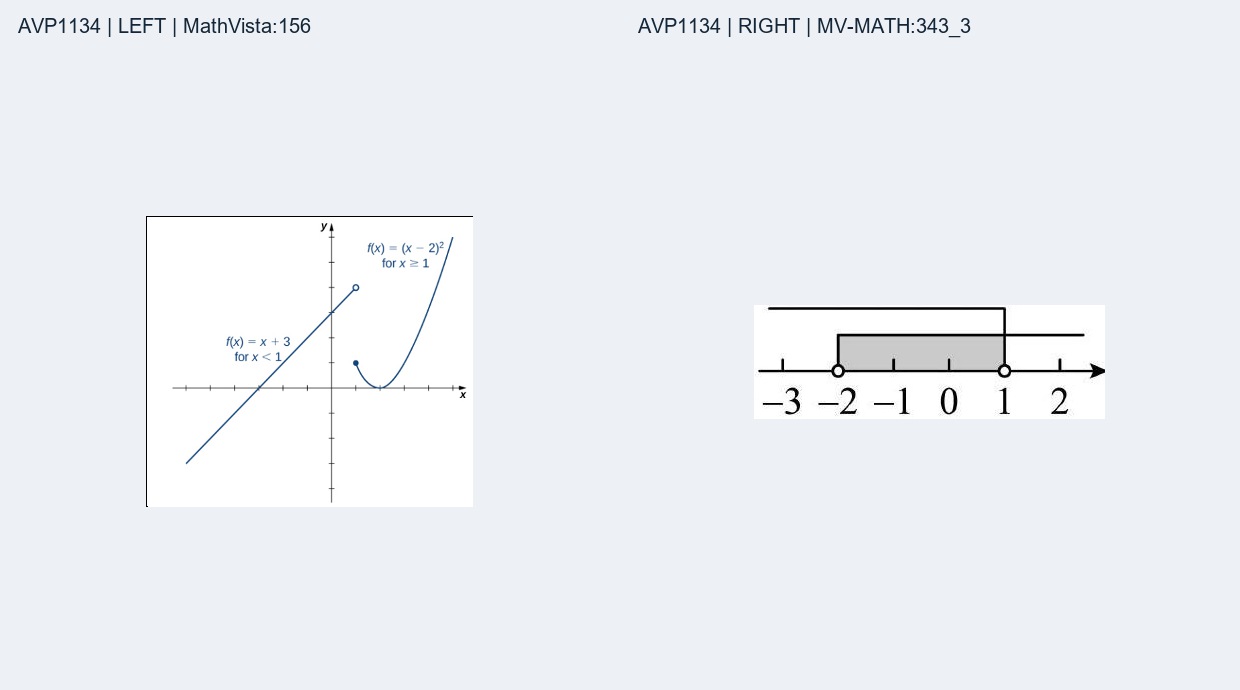 AVP1134 | LEFT | MathVista:156
AVP1134 | RIGHT | MV-MATH:343_3
y
f(x) = (x − 2)²
for x ≥ 1
f(x) = x + 3
for x < 1
x
−3 −2 −1 0 1 2